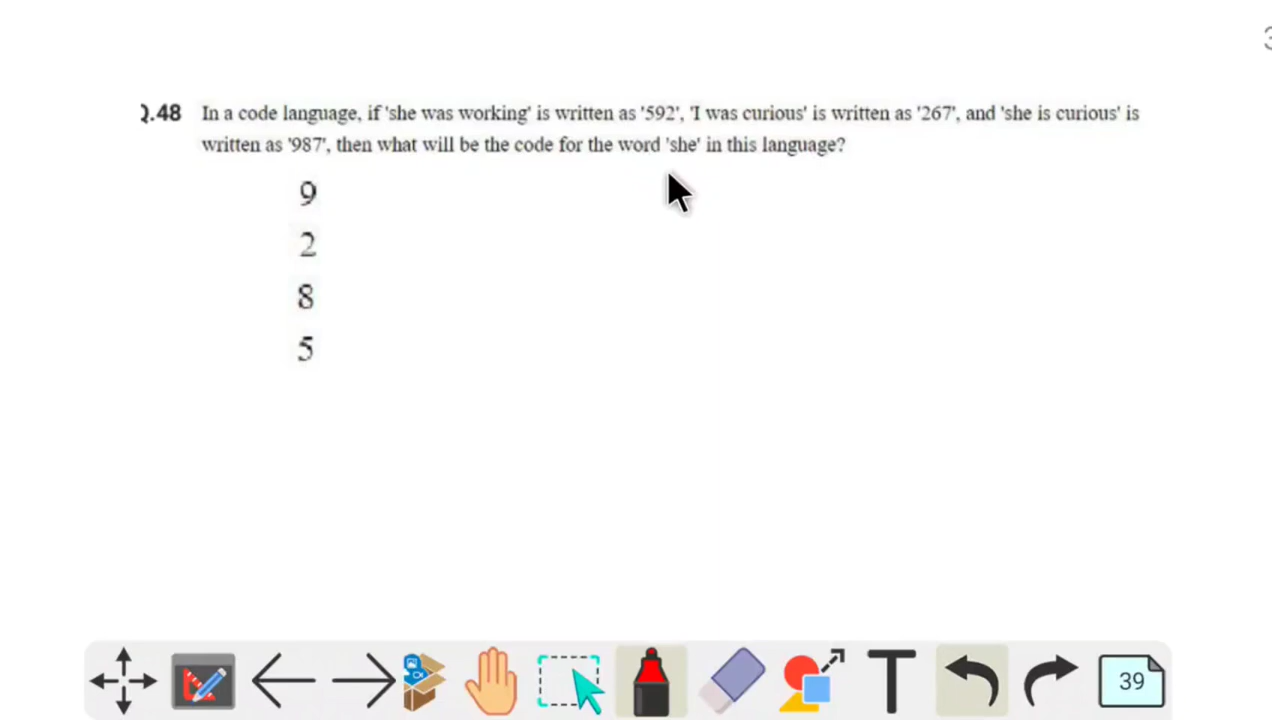 Q.48 In a code language, if 'she was working' is written as '592', 'I was curious' is written as '267', and 'she is curious' is
written as '987', then what will be the code for the word 'she' in this language?
9
2
8
5
T
39